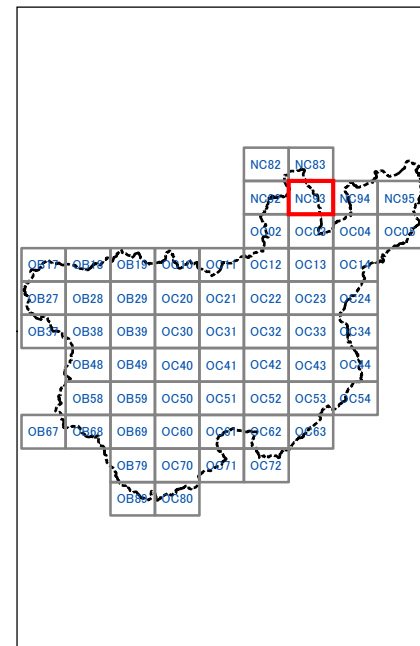 NC82 NC83
NC92 NC93 NC94 NC95
OC02 OC03 OC04 OC05
OB17 OB18 OB19 OC10 OC11 OC12 OC13 OC14
OB27 OB28 OB29 OC20 OC21 OC22 OC23 OC24
OB37 OB38 OB39 OC30 OC31 OC32 OC33 OC34
OB48 OB49 OC40 OC41 OC42 OC43 OC44
OB58 OB59 OC50 OC51 OC52 OC53 OC54
OB67 OB68 OB69 OC60 OC61 OC62 OC63
OB79 OC70 OC71 OC72
OB89 OC80